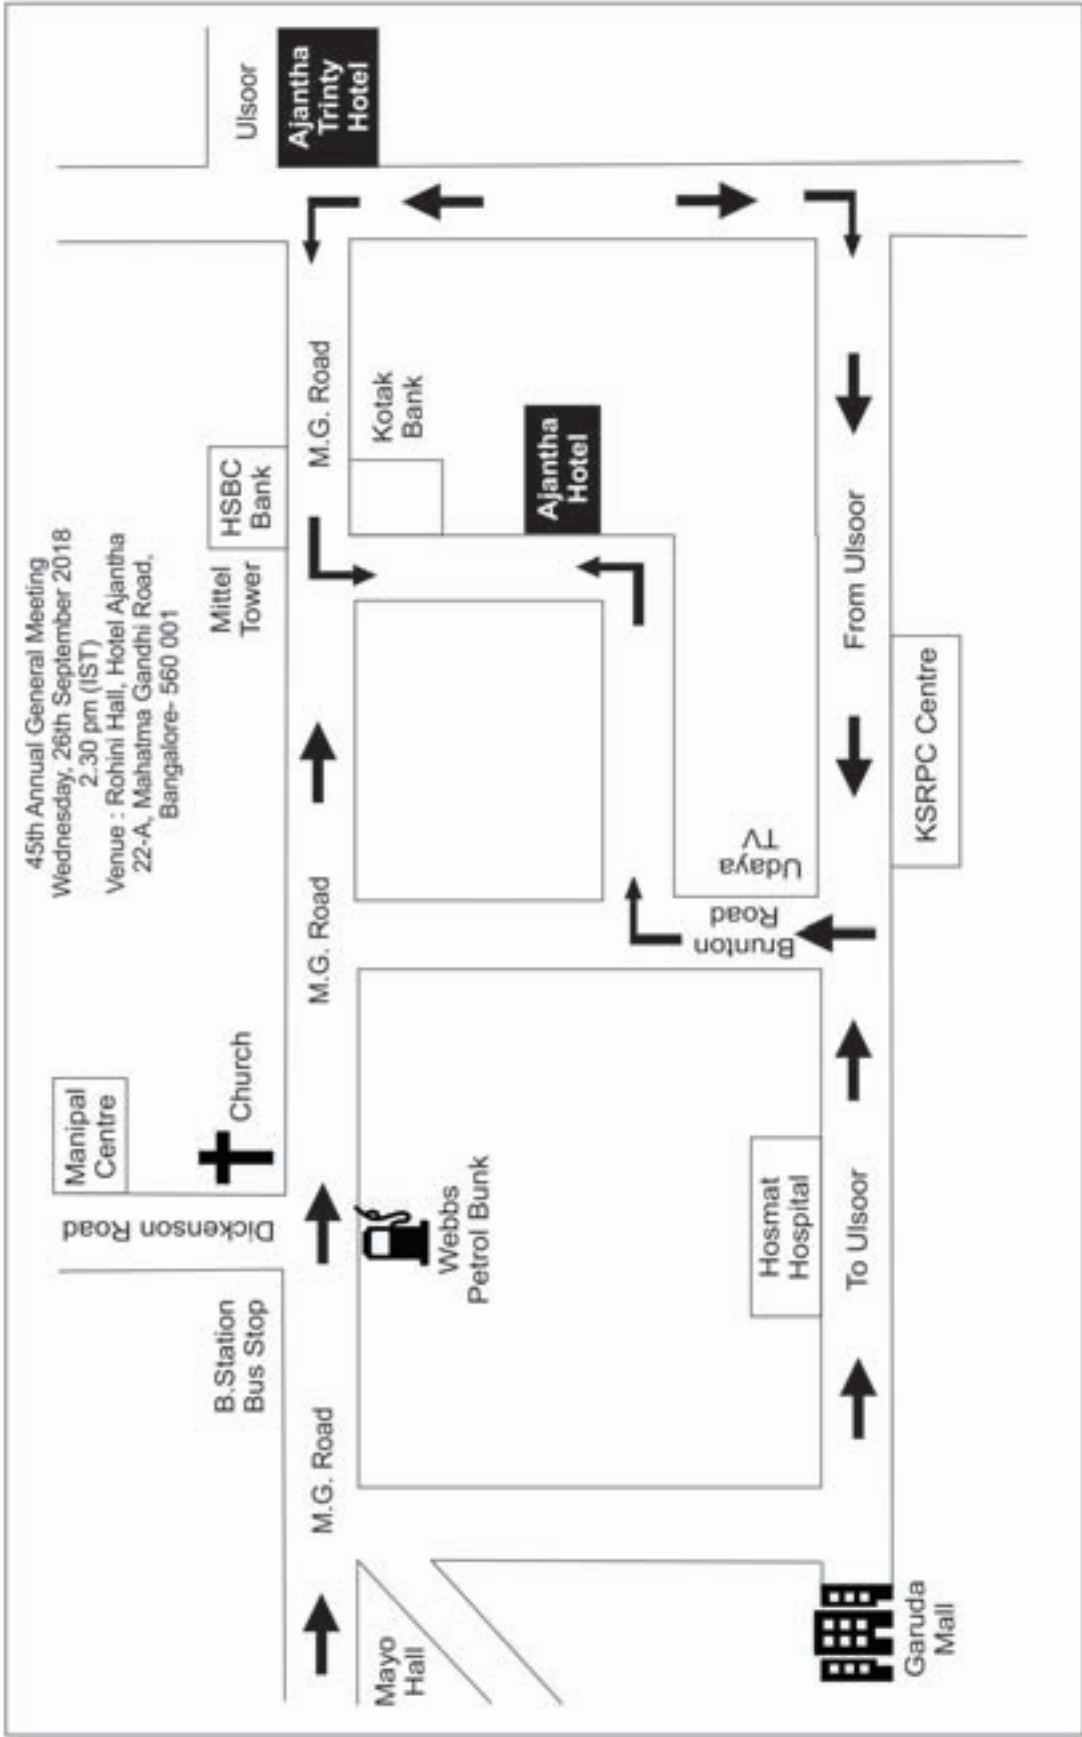 45th Annual General Meeting
Wednesday, 26th September 2018
2.30 pm (IST)
Venue : Rohini Hall, Hotel Ajantha
22-A, Mahatma Gandhi Road,
Bangalore- 560 001
Manipal
Centre
Dickenson Road
Church
B.Station
Bus Stop
Mittel
Tower
HSBC
Bank
Ulsoor
Ajantha
Trinty
Hotel
M.G. Road
M.G. Road
M.G. Road
Mayo
Hall
Webbs
Petrol Bunk
Kotak
Bank
Ajantha
Hotel
Brunton
Road
Udaya
TV
Hosmat
Hospital
To Ulsoor
From Ulsoor
Garuda
Mall
KSRPC Centre